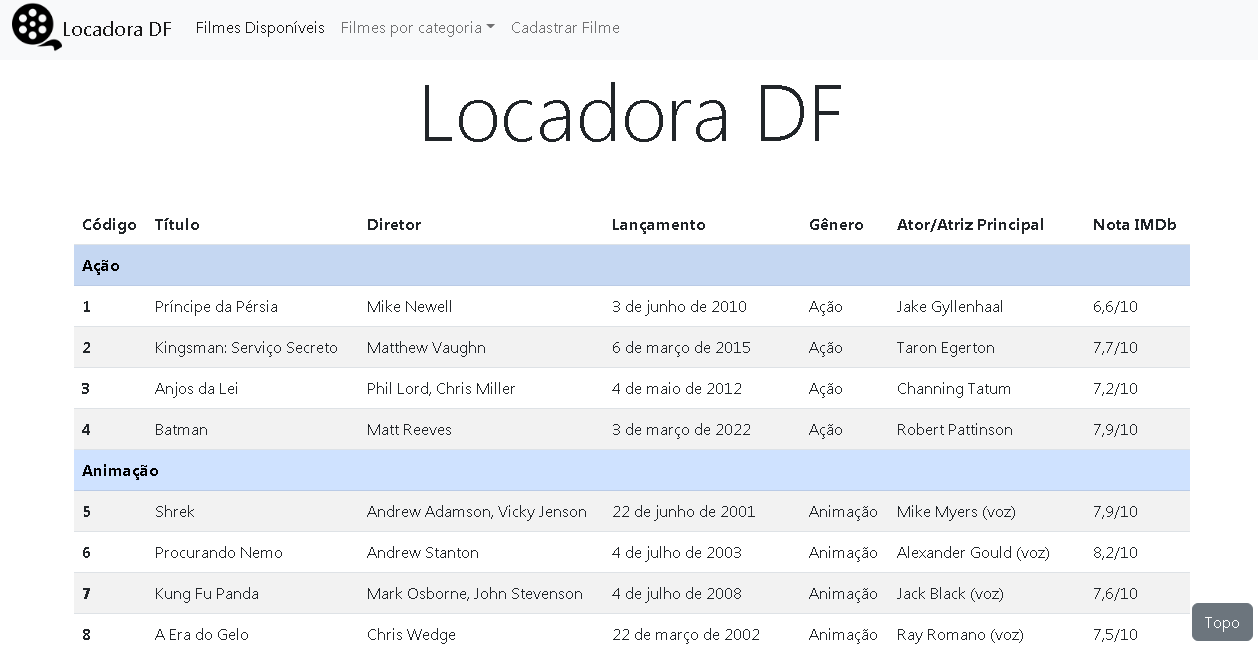 Locadora DF Filmes Disponíveis Filmes por categoria Cadastrar Filme
Locadora DF
Código Título Diretor Lançamento Gênero Ator/Atriz Principal Nota IMDb
Ação
1 Príncipe da Pérsia Mike Newell 3 de junho de 2010 Ação Jake Gyllenhaal 6,6/10
2 Kingsman: Serviço Secreto Matthew Vaughn 6 de março de 2015 Ação Taron Egerton 7,7/10
3 Anjos da Lei Phil Lord, Chris Miller 4 de maio de 2012 Ação Channing Tatum 7,2/10
4 Batman Matt Reeves 3 de março de 2022 Ação Robert Pattinson 7,9/10
Animação
5 Shrek Andrew Adamson, Vicky Jenson 22 de junho de 2001 Animação Mike Myers (voz) 7,9/10
6 Procurando Nemo Andrew Stanton 4 de julho de 2003 Animação Alexander Gould (voz) 8,2/10
7 Kung Fu Panda Mark Osborne, John Stevenson 4 de julho de 2008 Animação Jack Black (voz) 7,6/10
8 A Era do Gelo Chris Wedge 22 de março de 2002 Animação Ray Romano (voz) 7,5/10
Topo